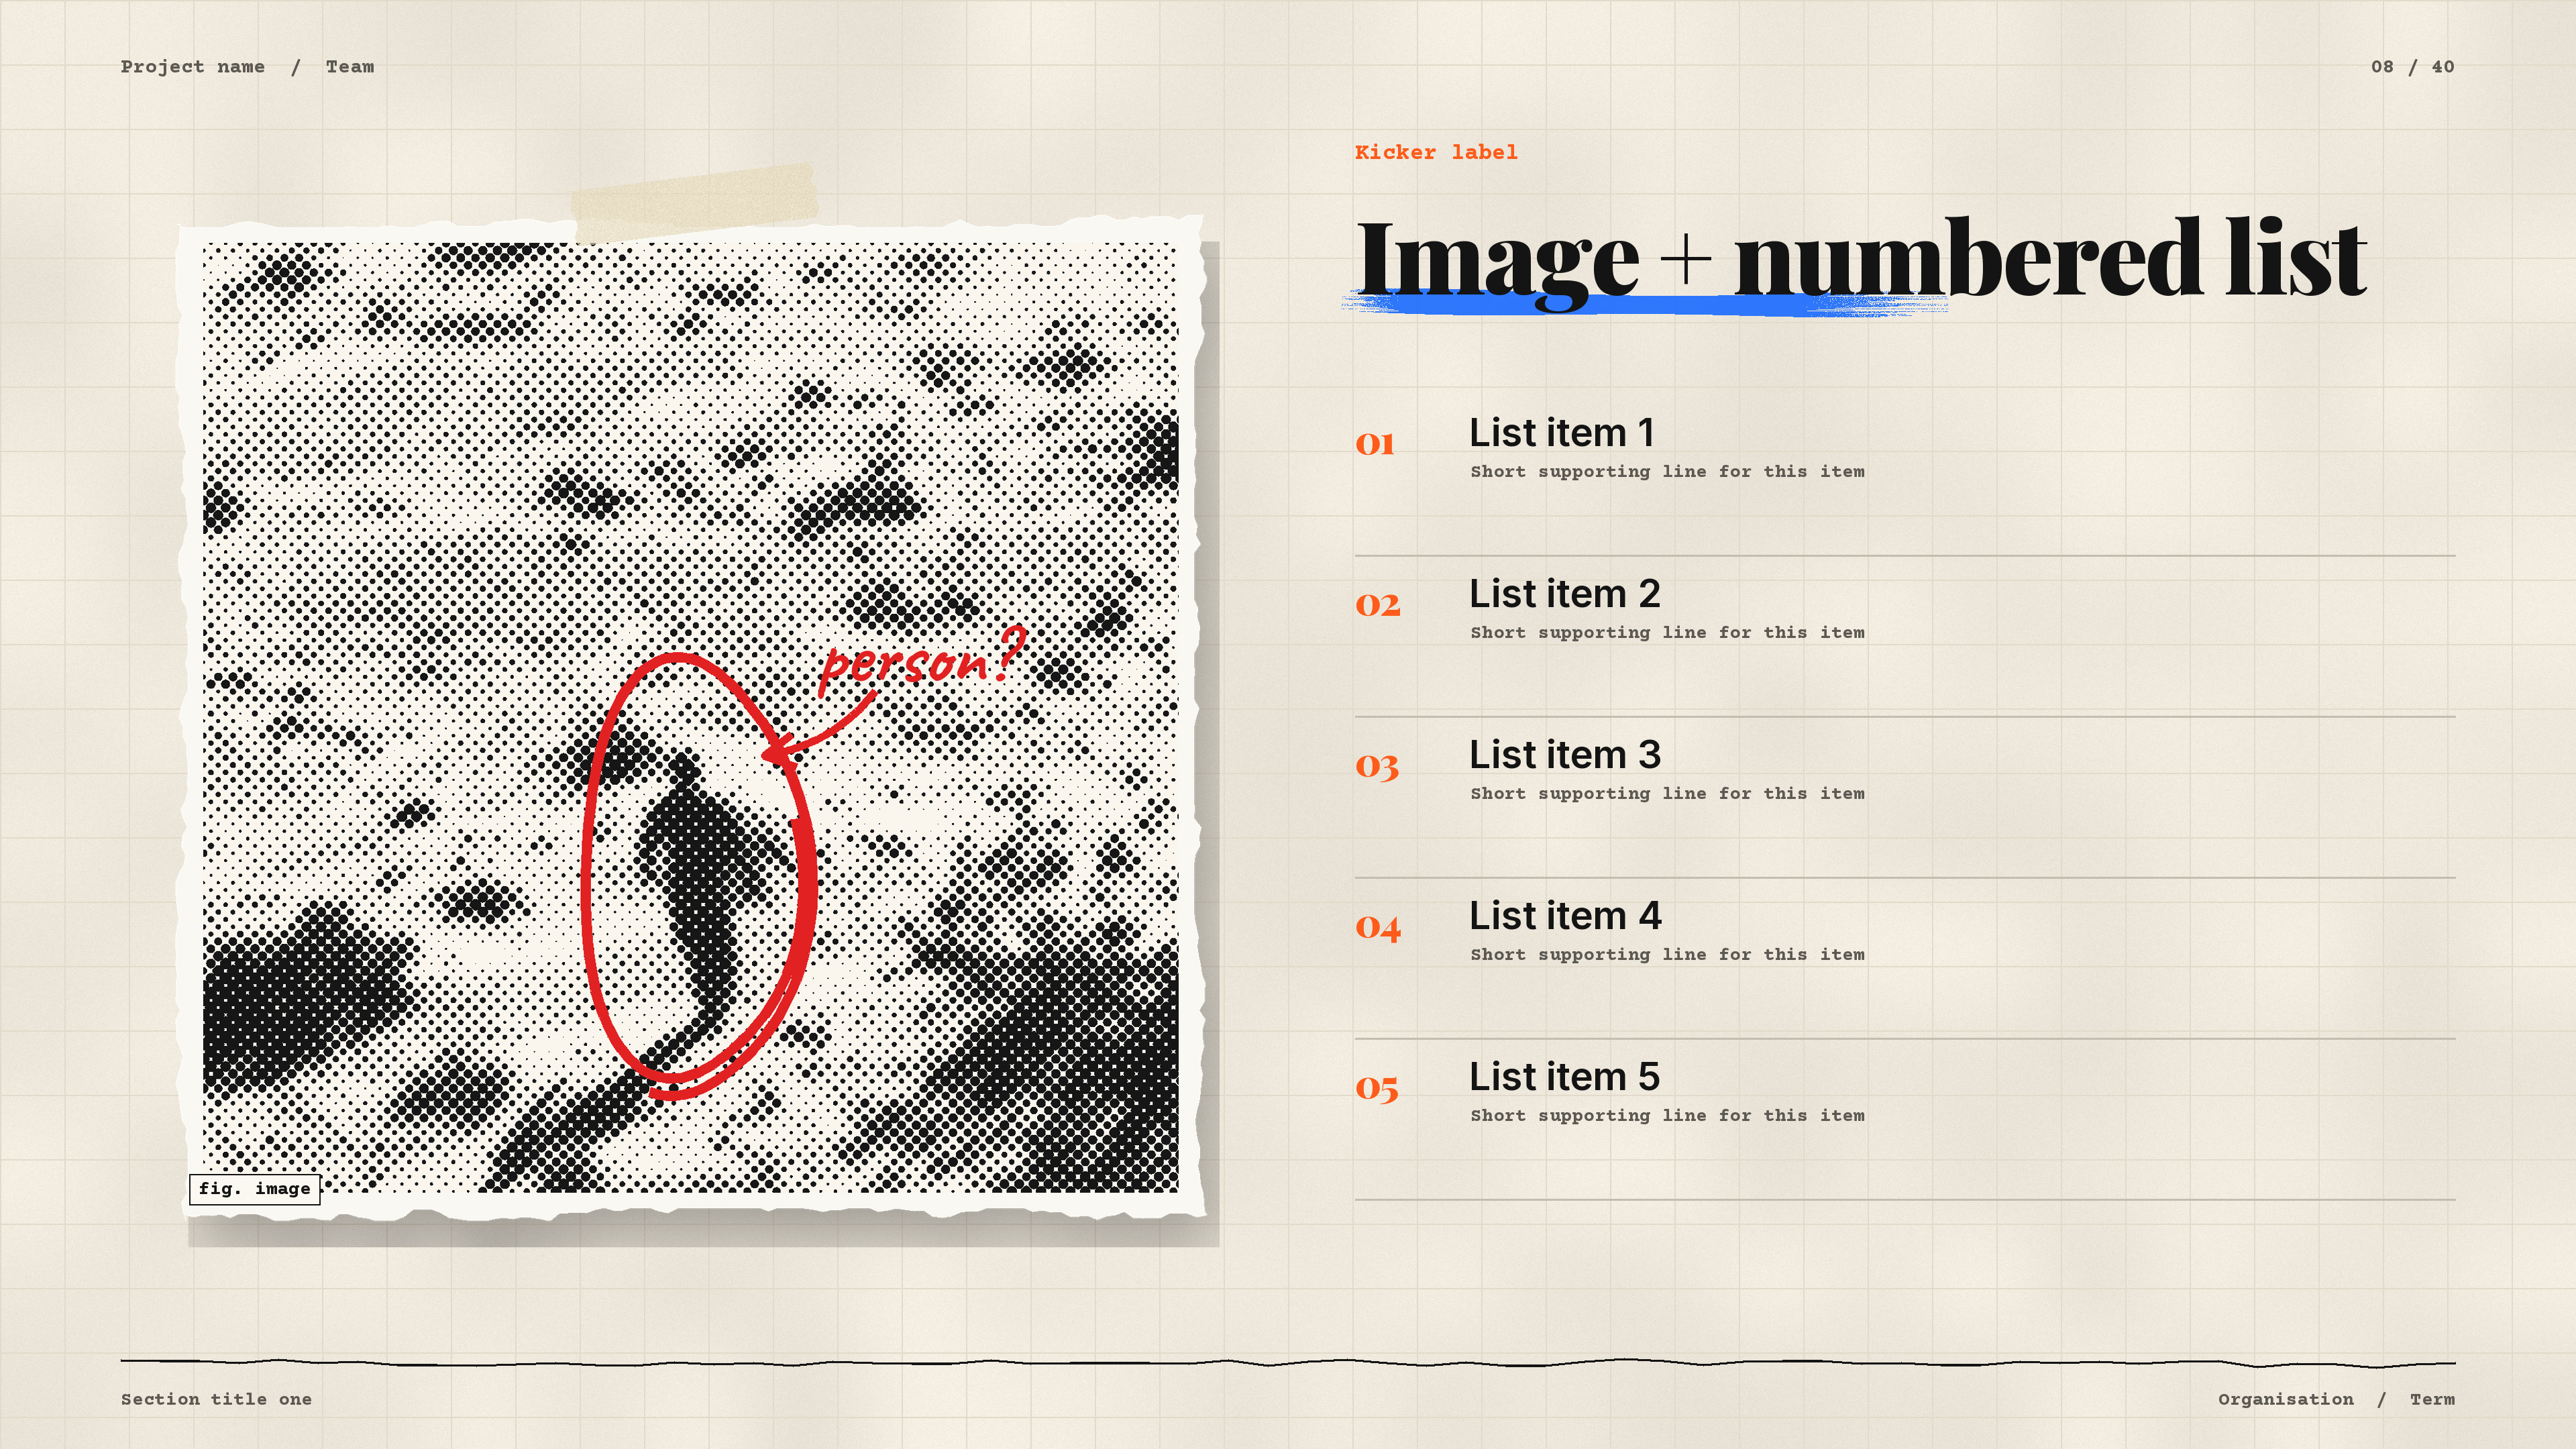 Project name / Team
08 / 40
Kicker label
Image + numbered list
person?
fig. image
01
List item 1
Short supporting line for this item
02
List item 2
Short supporting line for this item
03
List item 3
Short supporting line for this item
04
List item 4
Short supporting line for this item
05
List item 5
Short supporting line for this item
Section title one
Organisation / Term